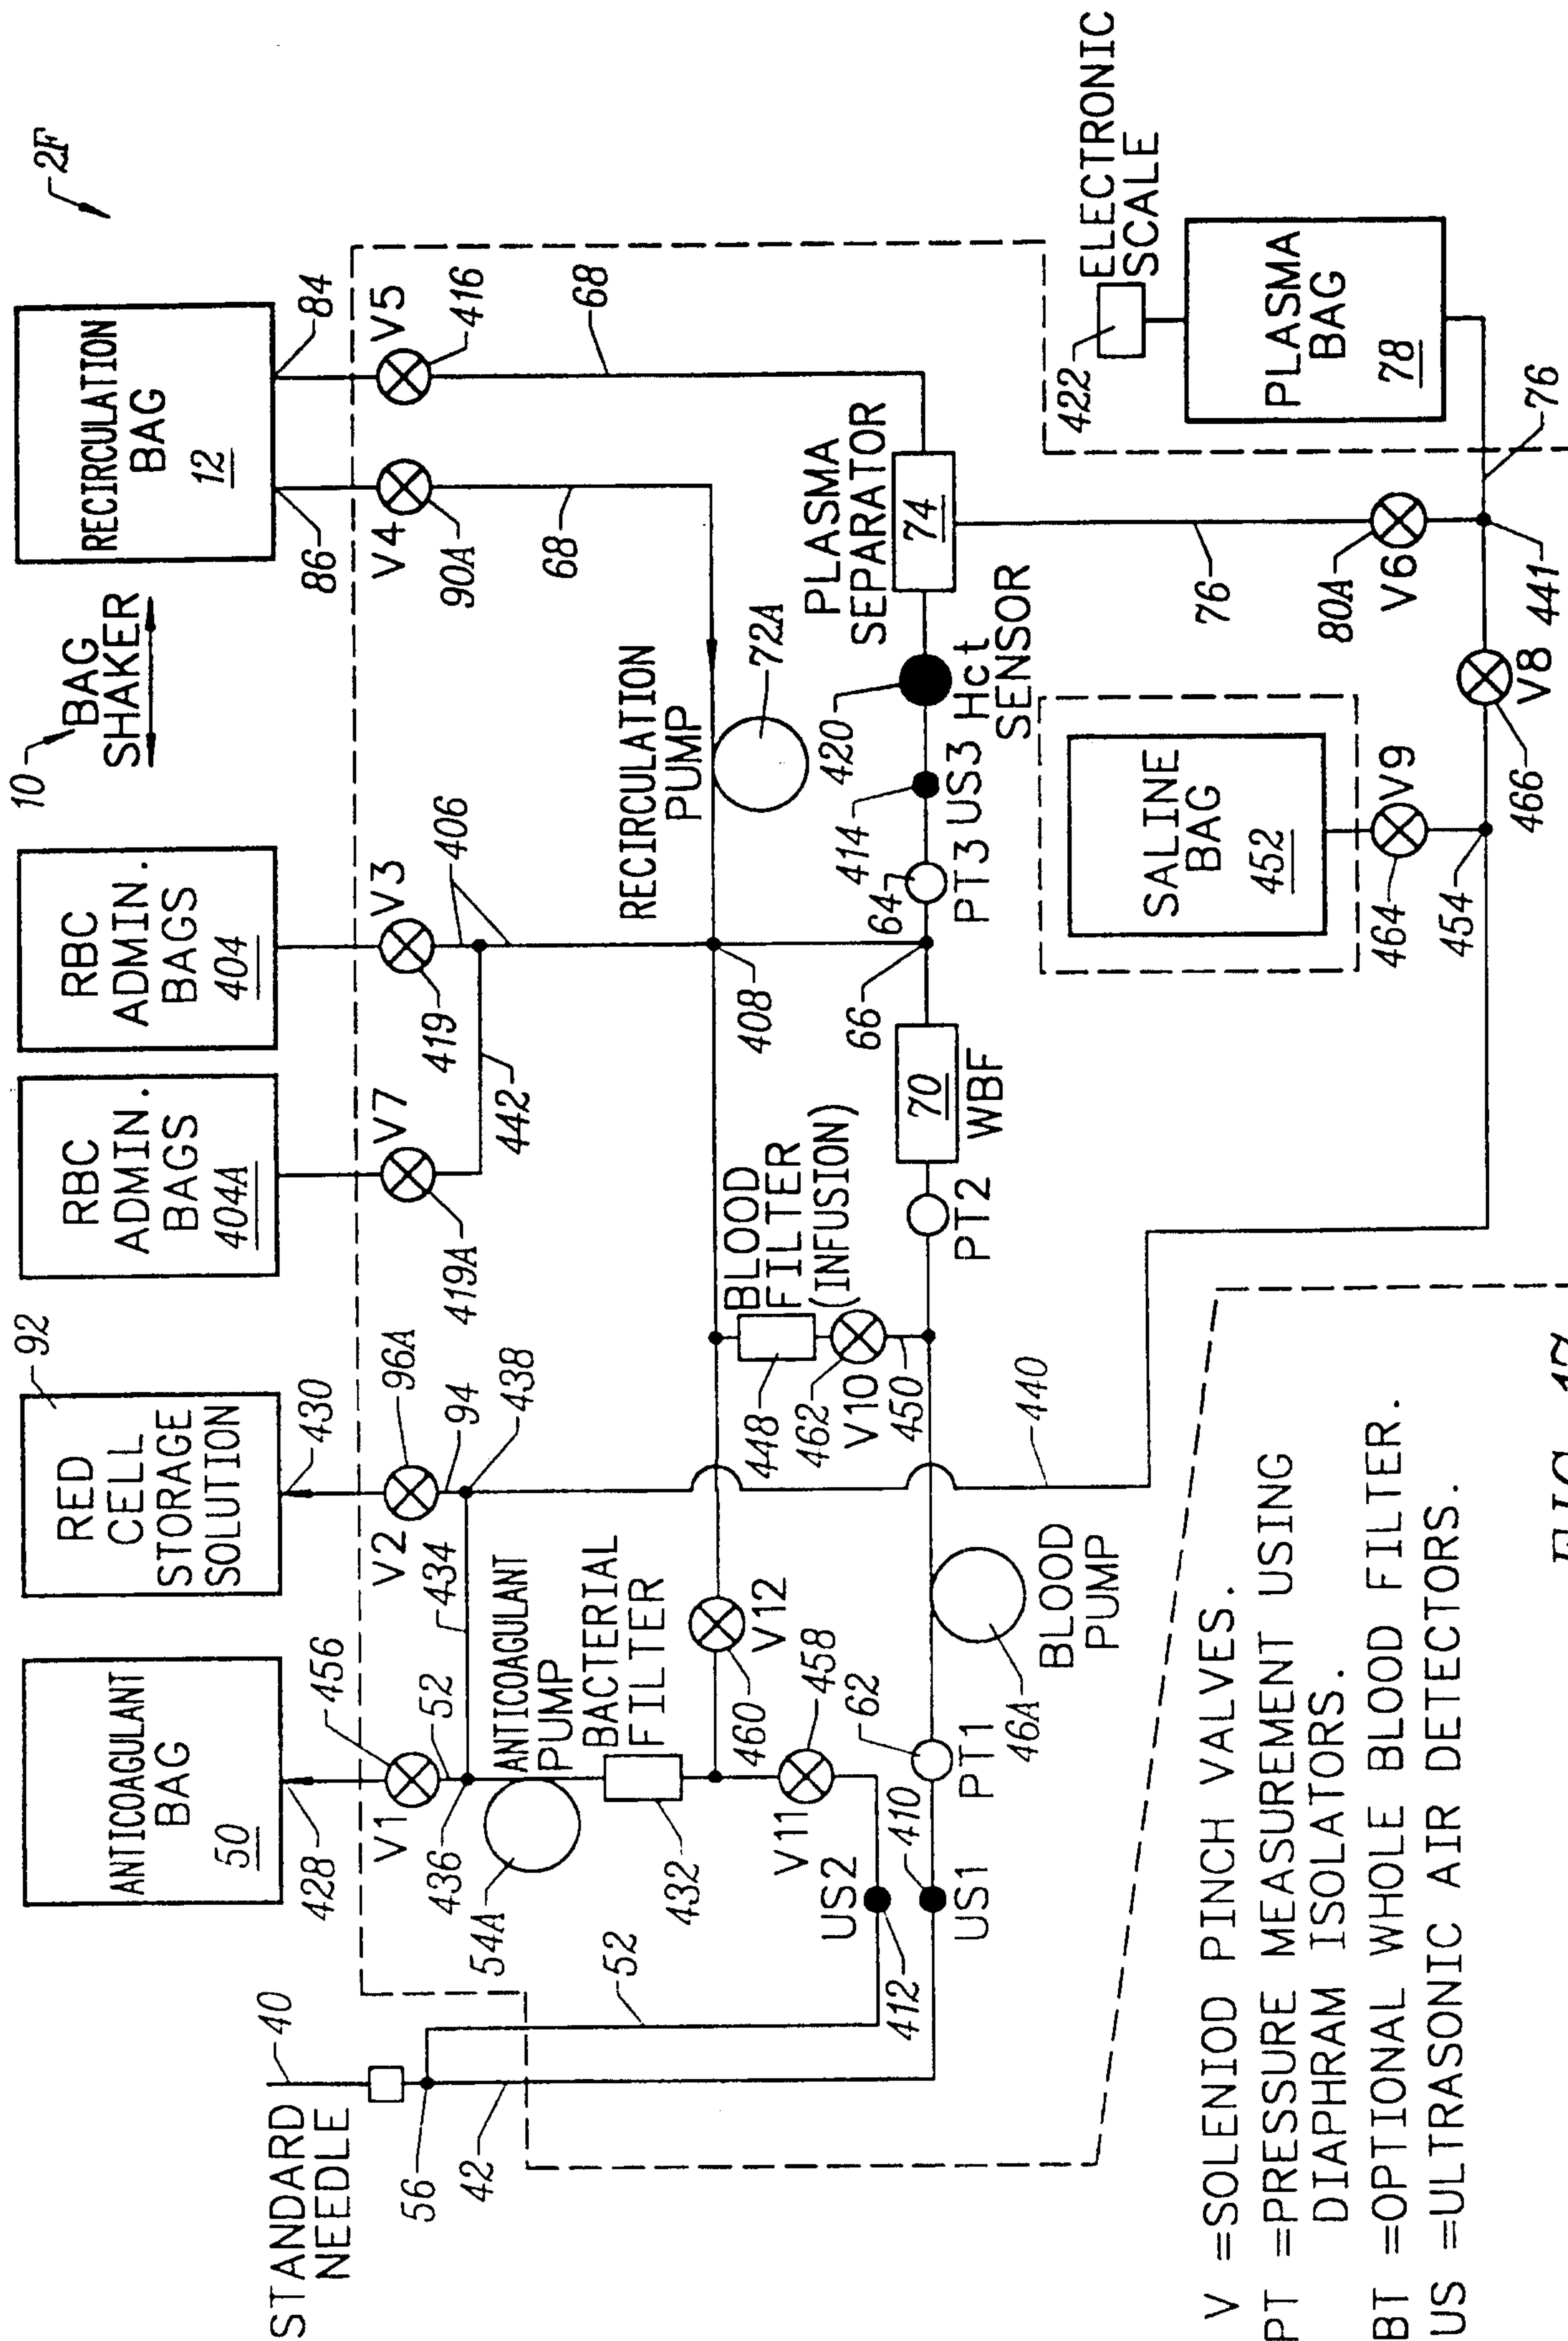 2F
10
BAG
SHAKER
RECIRCULATION
BAG
12
RBC
ADMIN.
BAGS
404
RBC
ADMIN.
BAGS
404A
92
RED
CELL
STORAGE
SOLUTION
ANTICOAGULANT
BAG
50
84
86
430
428
V5
416
V4
90A
V3
419
406
V7
419A
442
96A
V2
94
438
434
456
V1
52
436
68
68
STANDARD
NEEDLE
40
56
42
52
54A
ANTICOAGULANT
PUMP
BACTERIAL
FILTER
432
RECIRCULATION
PUMP
72A
408
V12
460
V11
458
BLOOD
FILTER
(INFUSION)
448
462
V10
450
US2
412
US1
410
PT1
62
46A
BLOOD
PUMP
PT2
70
WBF
66
64
PT3
US3
414
420
Hct
SENSOR
PLASMA
SEPARATOR
74
440
76
SALINE
BAG
452
464
V9
454
466
V8
80A
V6
441
76
ELECTRONIC
SCALE
422
PLASMA
BAG
78
V =SOLENIOD PINCH VALVES.
PT =PRESSURE MEASUREMENT USING
DIAPHRAM ISOLATORS.
BT =OPTIONAL WHOLE BLOOD FILTER.
US =ULTRASONIC AIR DETECTORS.